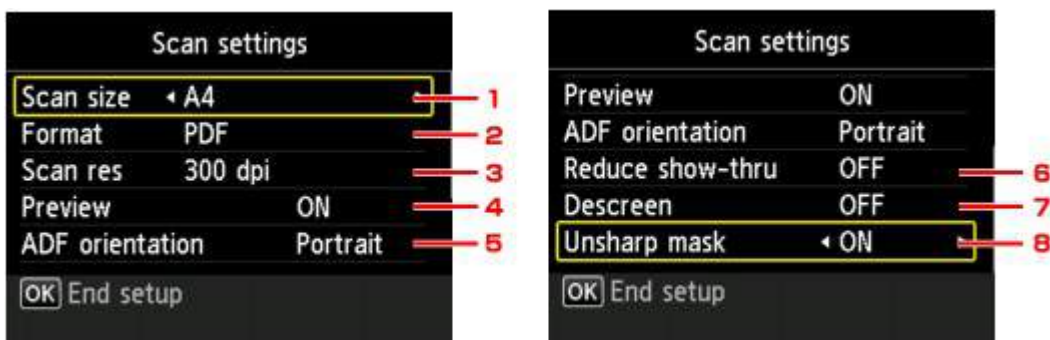 Scan settings
Scan size A4 1
Format PDF 2
Scan res 300 dpi 3
Preview ON 4
ADF orientation Portrait 5
OK End setup
Scan settings
Preview ON
ADF orientation Portrait
Reduce show-thru OFF 6
Descreen OFF 7
Unsharp mask ON 8
OK End setup